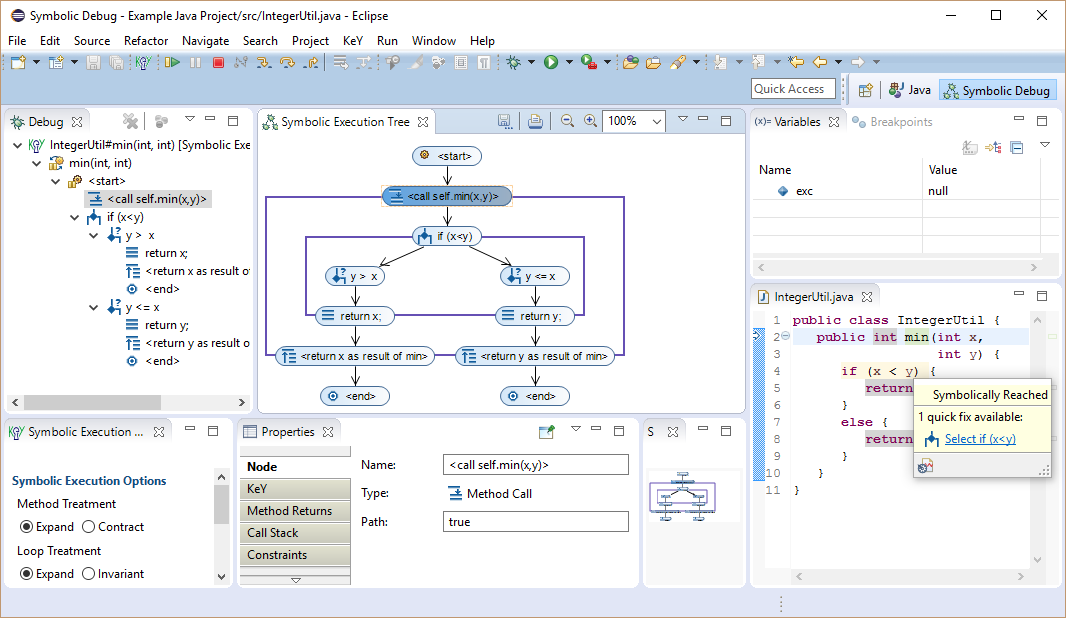 Symbolic Debug - Example Java Project/src/IntegerUtil.java - Eclipse
File Edit Source Refactor Navigate Search Project KeY Run Window Help
Quick Access
Java
Symbolic Debug
Debug
IntegerUtil#min(int, int) [Symbolic Exe
min(int, int)
<start>
<call self.min(x,y)>
if (x<y)
y > x
return x;
<return x as result of
<end>
y <= x
return y;
<return y as result o
<end>
Symbolic Execution Tree
100%
<start>
<call self.min(x,y)>
if (x<y)
y > x
y <= x
return x;
return y;
<return x as result of min>
<return y as result of min>
<end>
<end>
(x)= Variables
Breakpoints
Name Value
exc null
IntegerUtil.java
1 public class IntegerUtil {
2 public int min(int x,
3 int y) {
4 if (x < y) {
5 return
6 }
7 else {
8 return
9 }
10 }
11 }
Symbolically Reached
1 quick fix available:
Select if (x<y)
Symbolic Execution ...
Symbolic Execution Options
Method Treatment
Expand Contract
Loop Treatment
Expand Invariant
Properties
Node
KeY
Method Returns
Call Stack
Constraints
Name: <call self.min(x,y)>
Type: Method Call
Path: true
S